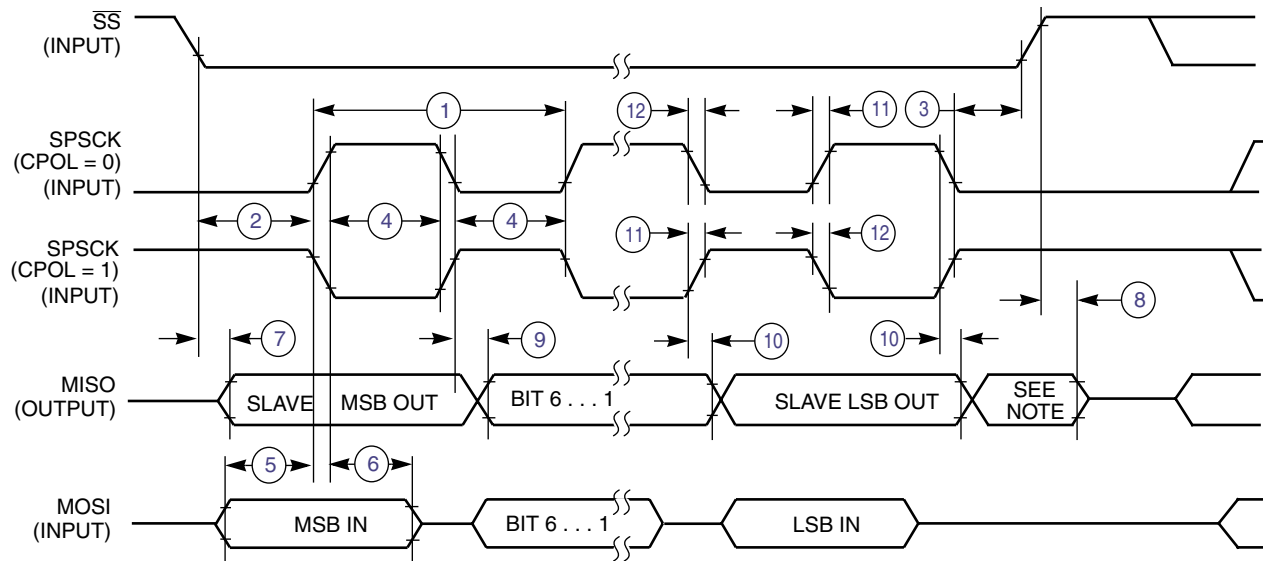 SS
(INPUT)
1
12
11
3
SPSCK
(CPOL = 0)
(INPUT)
2
4
4
SPSCK
(CPOL = 1)
(INPUT)
11
12
8
7
9
10
10
MISO
(OUTPUT)
SLAVE
MSB OUT
BIT 6 . . . 1
SLAVE LSB OUT
SEE
NOTE
5
6
MOSI
(INPUT)
MSB IN
BIT 6 . . . 1
LSB IN